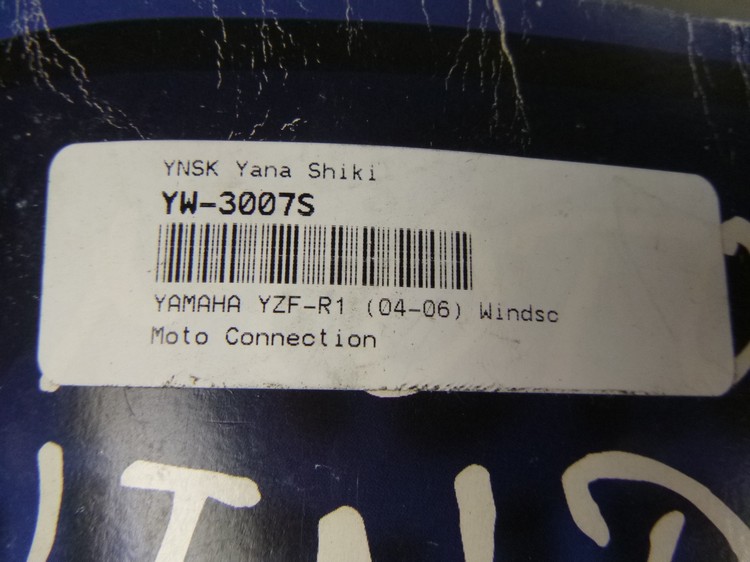 YNSK Yana Shiki
YW-3007S
YAMAHA YZF-R1 (04-06) Windsc
Moto Connection